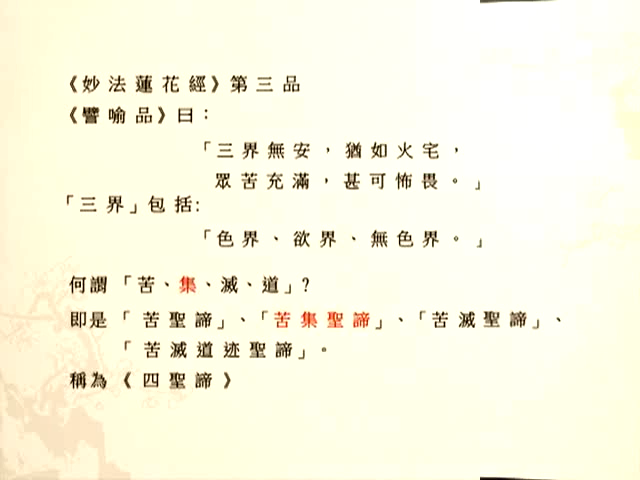 《妙法蓮花經》第三品
《譬喻品》曰：
「三界無安，猶如火宅，
眾苦充滿，甚可怖畏。」
「三界」包括:
「色界、欲界、無色界。」
何謂「苦、集、滅、道」?
即是「苦聖諦」、「苦集聖諦」、「苦滅聖諦」、
「苦滅道迹聖諦」。
稱為《四聖諦》